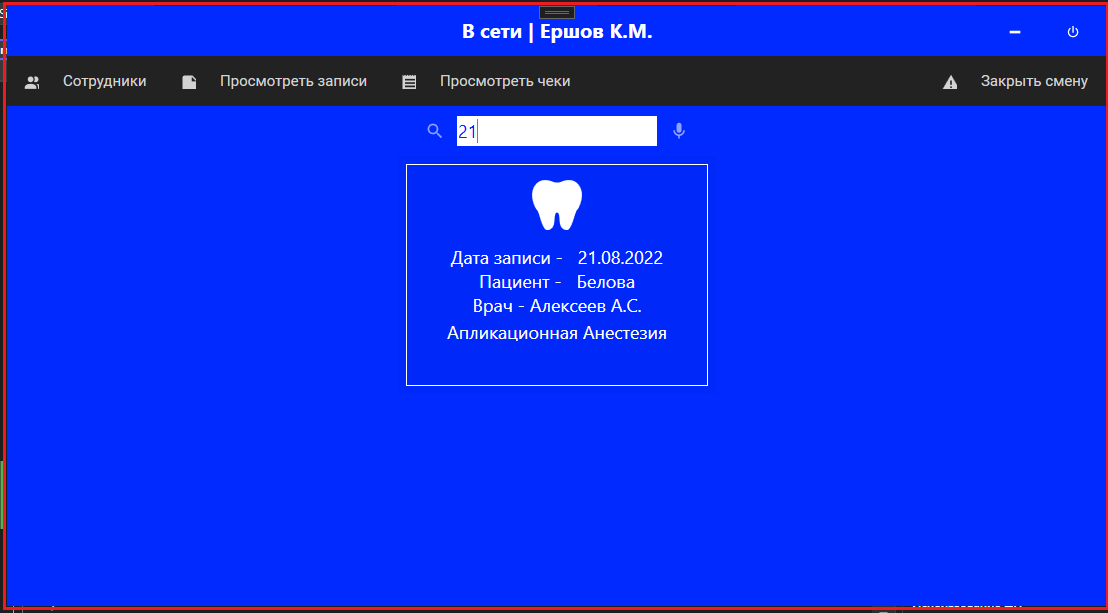 В сети | Ершов К.М.
Сотрудники
Просмотреть записи
Просмотреть чеки
Закрыть смену
21
Дата записи - 21.08.2022
Пациент - Белова
Врач - Алексеев А.С.
Апликационная Анестезия